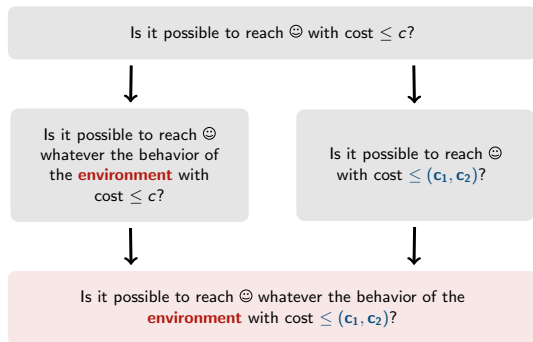 Is it possible to reach ☺ with cost ≤ c?
Is it possible to reach ☺
whatever the behavior of
the environment with
cost ≤ c?
Is it possible to reach ☺
with cost ≤ (c₁, c₂)?
Is it possible to reach ☺ whatever the behavior of the
environment with cost ≤ (c₁, c₂)?